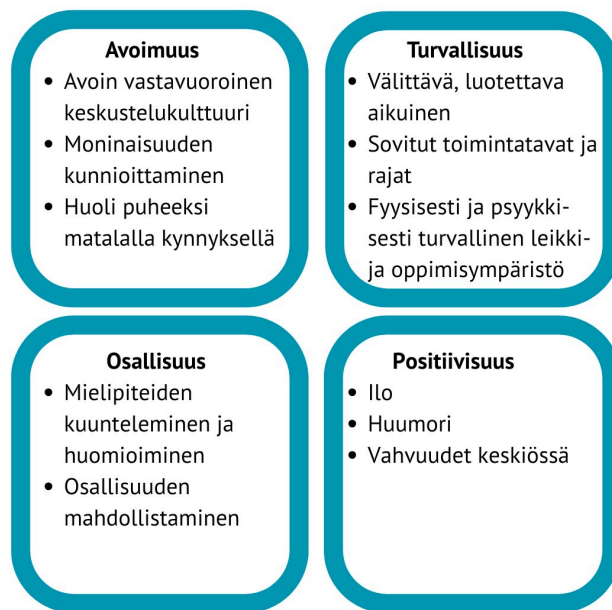 Avoimuus
• Avoin vastavuoroinen
keskustelukulttuuri
• Moninaisuuden
kunnioittaminen
• Huoli puheeksi
matalalla kynnyksellä
Turvallisuus
• Välittävä, luotettava
aikuinen
• Sovitut toimintatavat ja
rajat
• Fyysisesti ja psyykki-
sesti turvallinen leikki-
ja oppimisympäristö
Osallisuus
• Mielipiteiden
kuunteleminen ja
huomioiminen
• Osallisuuden
mahdollistaminen
Positiivisuus
• Ilo
• Huumori
• Vahvuudet keskiössä